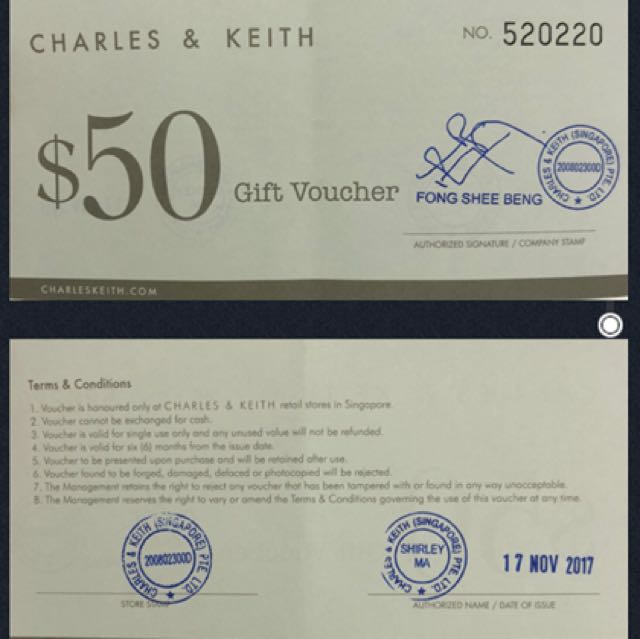 CHARLES & KEITH
NO. 520220
$50 Gift Voucher
FONG SHEE BENG
CHARLES & KEITH (SINGAPORE) PTE. LTD.
200802300D
AUTHORIZED SIGNATURE / COMPANY STAMP
CHARLESKEITH.COM
Terms & Conditions
1. Voucher is honoured only at CHARLES & KEITH retail stores in Singapore.
2. Voucher cannot be exchanged for cash.
3. Voucher is valid for single use only and any unused value will not be refunded.
4. Voucher is valid for six (6) months from the issue date.
5. Voucher to be presented upon purchase and will be retained after use.
6. Voucher found to be forged, damaged, defaced or photocopied will be rejected.
7. The Management retains the right to reject any voucher that has been tampered with or found in any way unacceptable.
8. The Management reserves the right to vary or amend the Terms & Conditions governing the use of this voucher at any time.
CHARLES & KEITH (SINGAPORE) PTE. LTD.
200802300D
CHARLES & KEITH (SINGAPORE) PTE. LTD.
SHIRLEY
MA
17 NOV 2017
STORE STAMP
AUTHORIZED NAME / DATE OF ISSUE